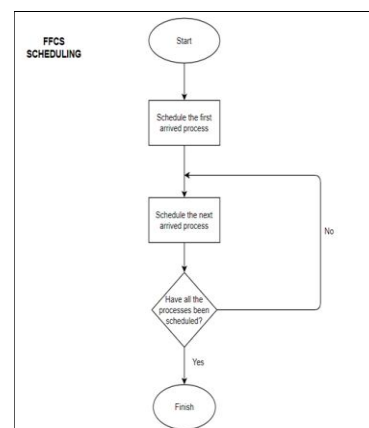 FFCS
SCHEDULING
Start
Schedule the first
arrived process
Schedule the next
arrived process
No
Have all the
processes been
scheduled?
Yes
Finish